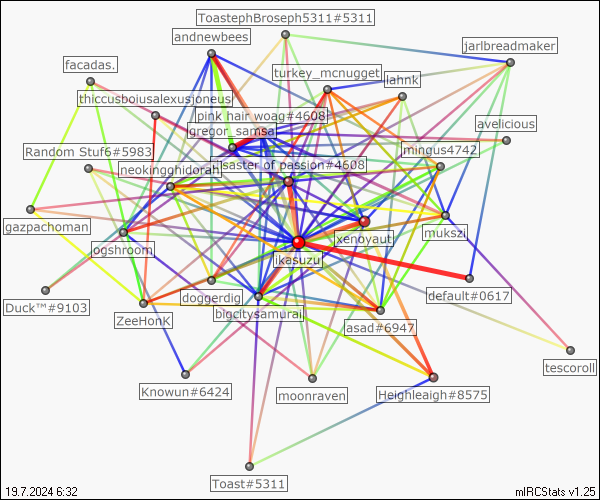 ToastephBroseph5311#5311
andnewbees
jarlbreadmaker
facadas.
turkey_mcnugget
lahnk
thiccusboiusalexusjoneus
pink hair woag#4608
avelicious
gregor_samsa
Random Stuf6#5983
mingus4742
neokingghidorah
saster of passion#4608
gazpachoman
mukszi
ogshroom
xenoyaut
Ikasuzu
doggerdig
default#0617
Duck™#9103
ZeeHonK
bigcitysamurai
asad#6947
tescoroll
Knowun#6424
moonraven
Heighleaigh#8575
Toast#5311
19.7.2024 6:32
mIRCStats v1.25